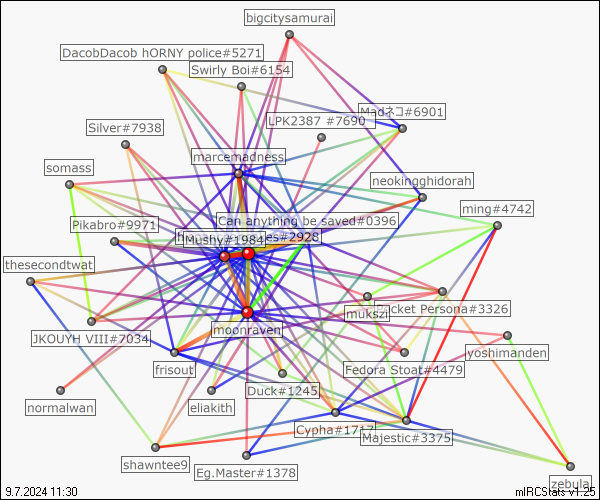 bigcitysamurai
DacobDacob hORNY police#5271
Swirly Boi#6154
LPK2387 #7690
Madネコ#6901
Silver#7938
marcemadness
somass
neokingghidorah
ming#4742
Can anything be saved#0396
Pikabro#9971
Mushy#1984
es#2928
thesecondtwat
mukszi
cket Persona#3326
moonraven
JKOUYH VIII#7034
yoshimanden
frisout
Fedora Stoat#4479
Duck#1245
normalwan
eliakith
Cypha#1717
Majestic#3375
shawntee9
Eg.Master#1378
zebula
9.7.2024 11:30
mIRCStats v1.25